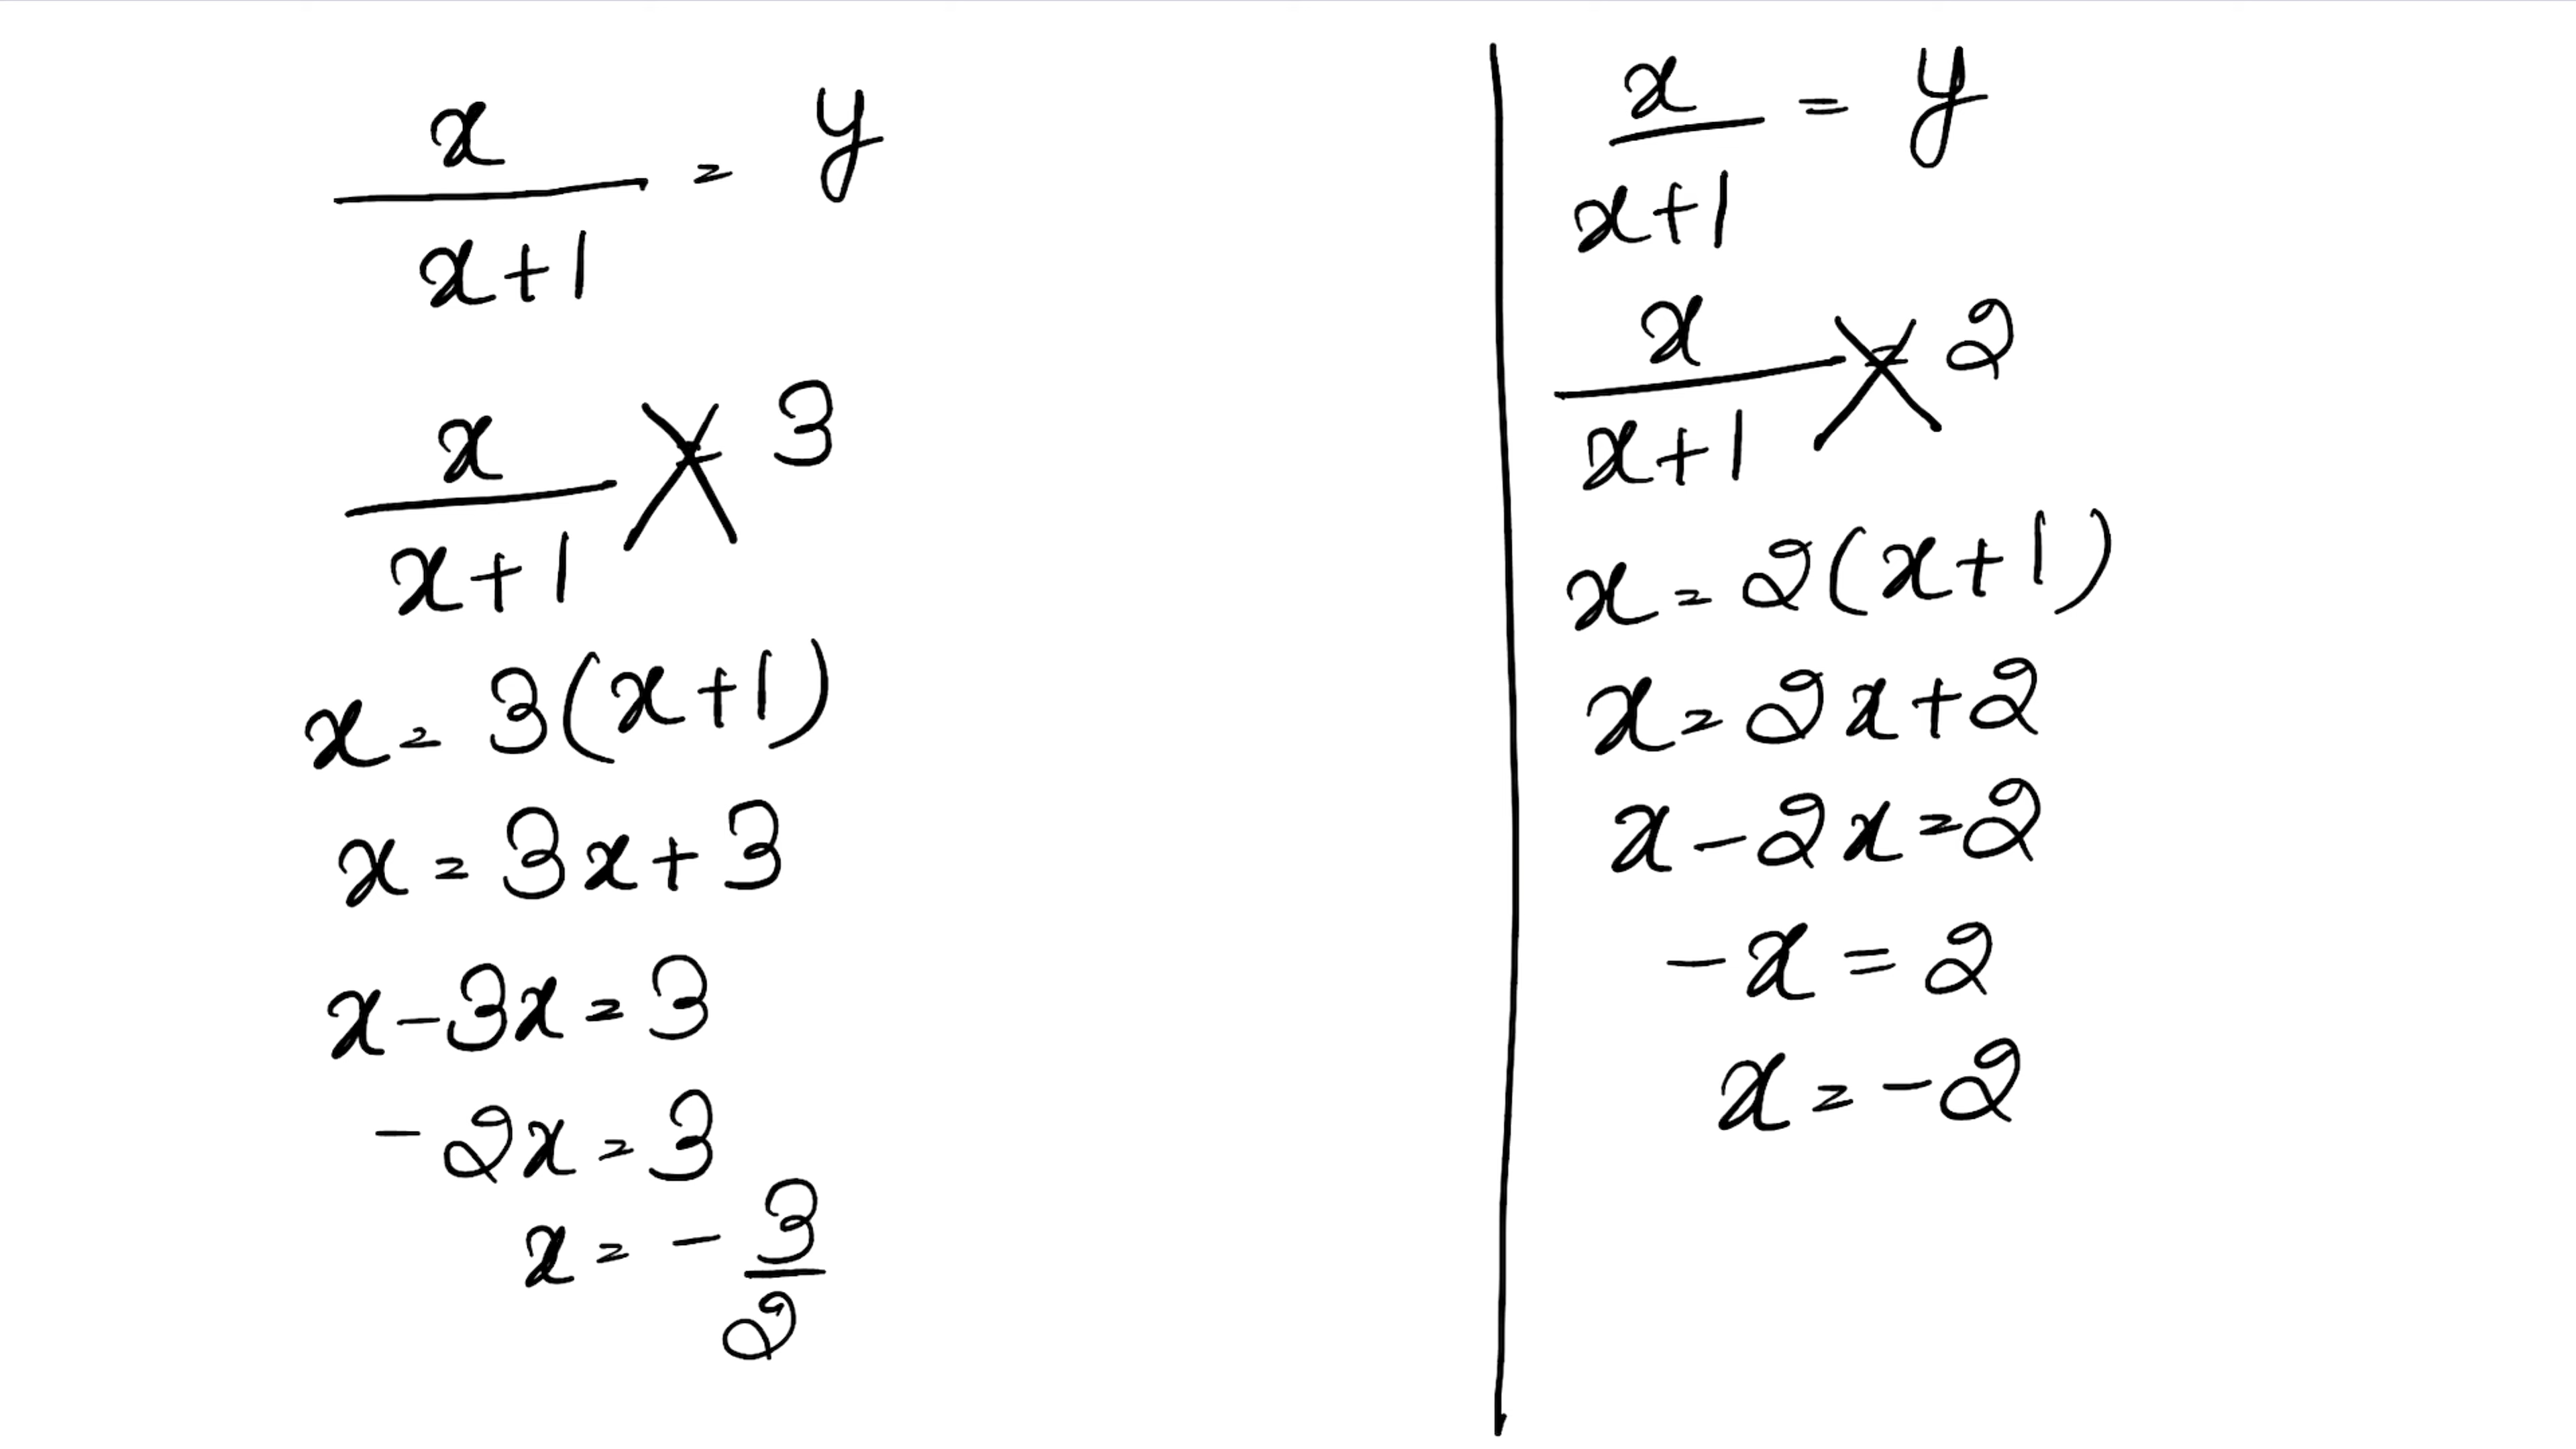 x/(x+1) = y
x/(x+1) = 3
x = 3(x+1)
x = 3x+3
x-3x = 3
-2x = 3
x = -3/2
x/(x+1) = y
x/(x+1) = 2
x = 2(x+1)
x = 2x+2
x-2x=2
-x = 2
x = -2